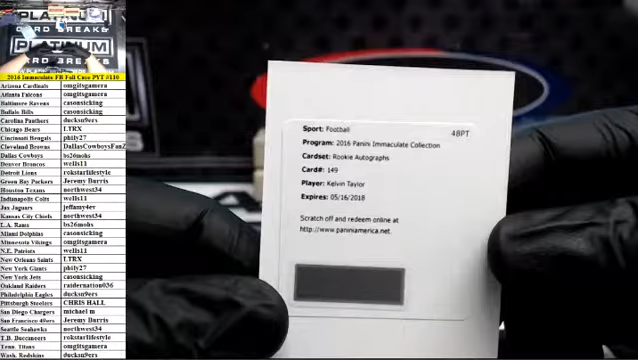 PLATINUM
CARD BREAKS
PLATINUM
CARD BREAKS
2016 Immaculate FB Full Case PYT #110
Arizona Cardinals omgitsgamera
Atlanta Falcons omgitsgamera
Baltimore Ravens casonsicking
Buffalo Bills casonsicking
Carolina Panthers ducksn9ers
Chicago Bears LTRX
Cincinnati Bengals phily27
Cleveland Browns DallasCowboysFanZ
Dallas Cowboys bs26mohs
Denver Broncos wells11
Detroit Lions rokstarlifestyle
Green Bay Packers Jeremy Burris
Houston Texans northwest34
Indianapolis Colts wells11
Jax Jaguars jeffamy4ev
Kansas City Chiefs northwest34
L.A. Rams bs26mohs
Miami Dolphins casonsicking
Minnesota Vikings omgitsgamera
N.E. Patriots wells11
New Orleans Saints LTRX
New York Giants phily27
New York Jets casonsicking
Oakland Raiders raidernation036
Philadelphia Eagles ducksn9ers
Pittsburgh Steelers CHRIS HALL
San Diego Chargers michael m
San Francisco 49ers Jeremy Burris
Seattle Seahawks northwest34
T.B. Buccaneers rokstarlifestyle
Tenn. Titans omgitsgamera
Wash. Redskins ducksn9ers
Sport: Football
48PT
Program: 2016 Panini Immaculate Collection
Cardset: Rookie Autographs
Card#: 149
Player: Kelvin Taylor
Expires: 05/16/2018
Scratch off and redeem online at
http://www.paniniamerica.net.